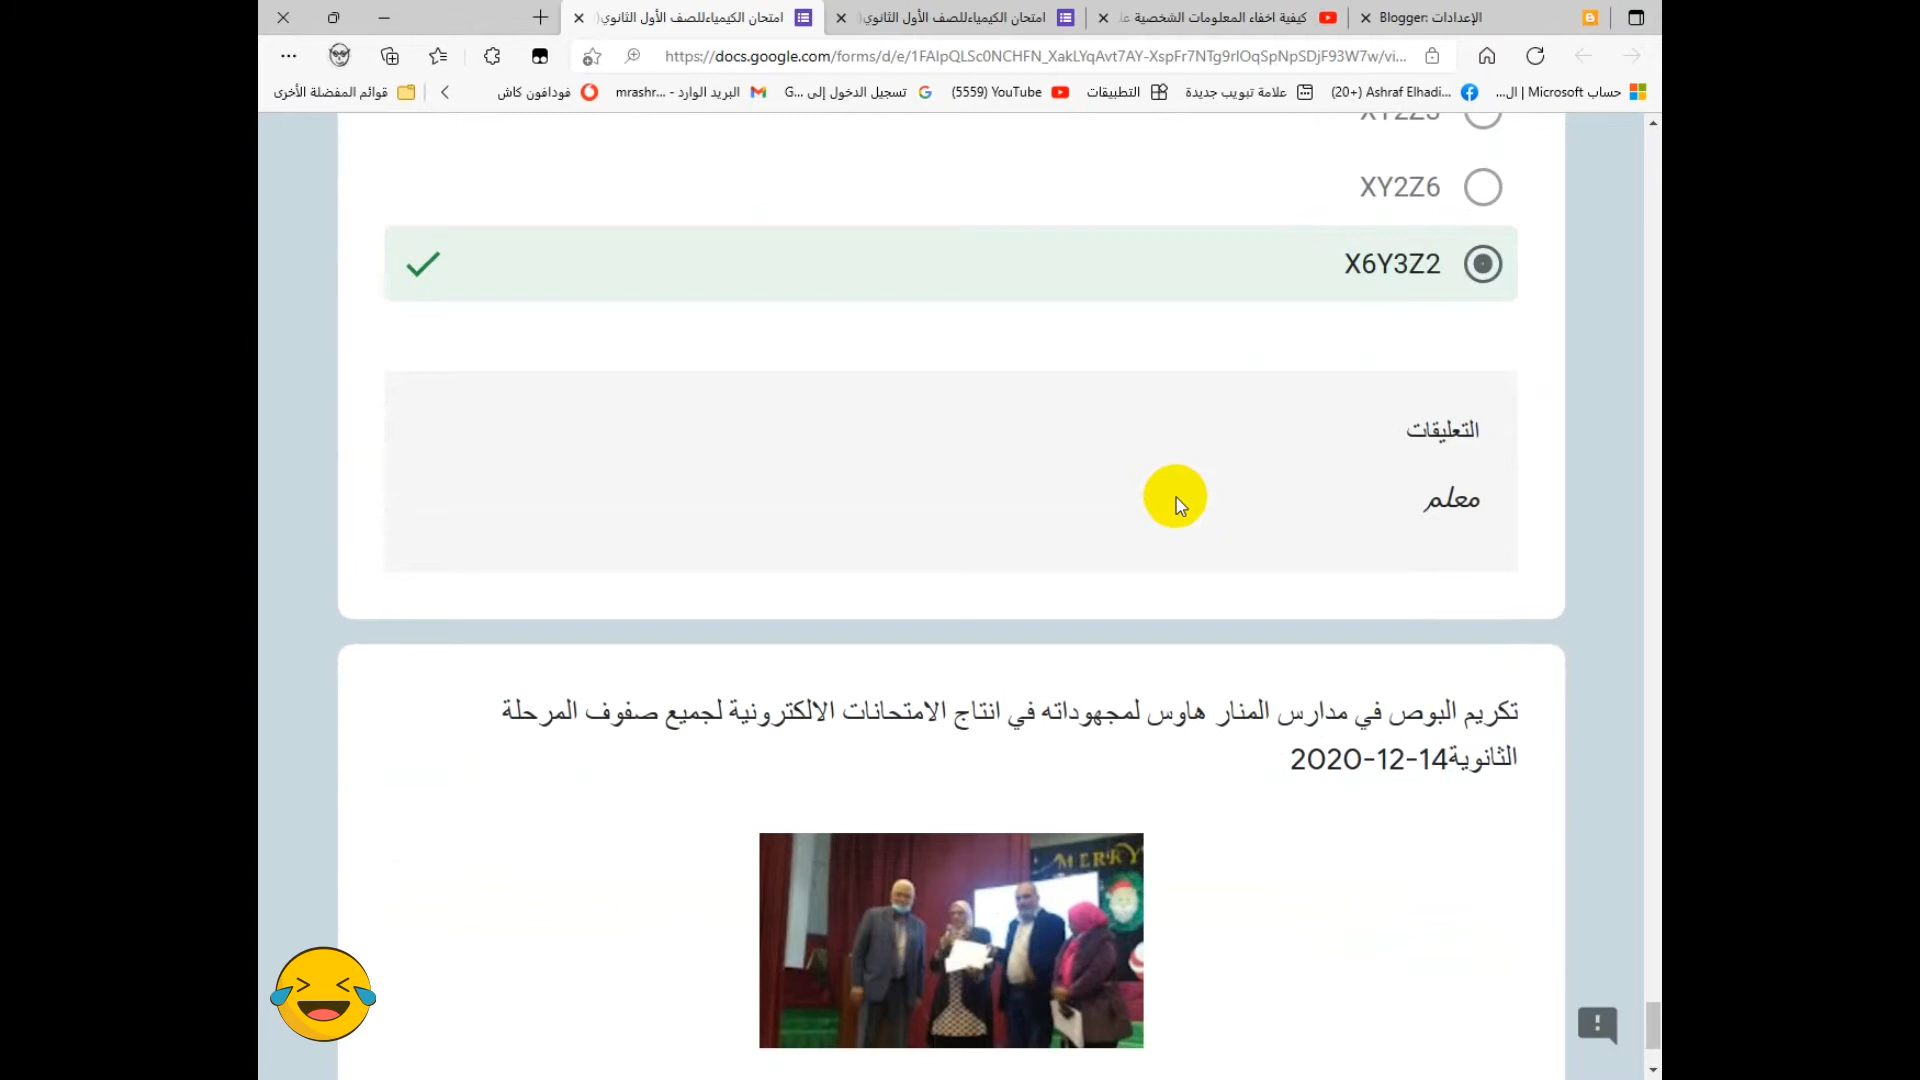 امتحان الكيمياءللصف الأول الثانوي(
امتحان الكيمياءللصف الأول الثانوي(
كيفية اخفاء المعلومات الشخصية
Blogger: الإعدادات
https://docs.google.com/forms/d/e/1FAIpQLSc0NCHFN_XakLYqAvt7AY-XspFr7NTg9rlOqSpNpSDjF93W7w/vi...
حساب Microsoft | ال...
(20+) Ashraf Elhadi...
علامة تبويب جديدة
التطبيقات
(5559) YouTube
تسجيل الدخول إلى G...
البريد الوارد - mrashr...
فودافون كاش
قوائم المفضلة الأخرى
XY2Z3
XY2Z6
X6Y3Z2
التعليقات
معلم
تكريم البوص في مدارس المنار هاوس لمجهوداته في انتاج الامتحانات الالكترونية لجميع صفوف المرحلة
الثانوية14-12-2020
MERRY